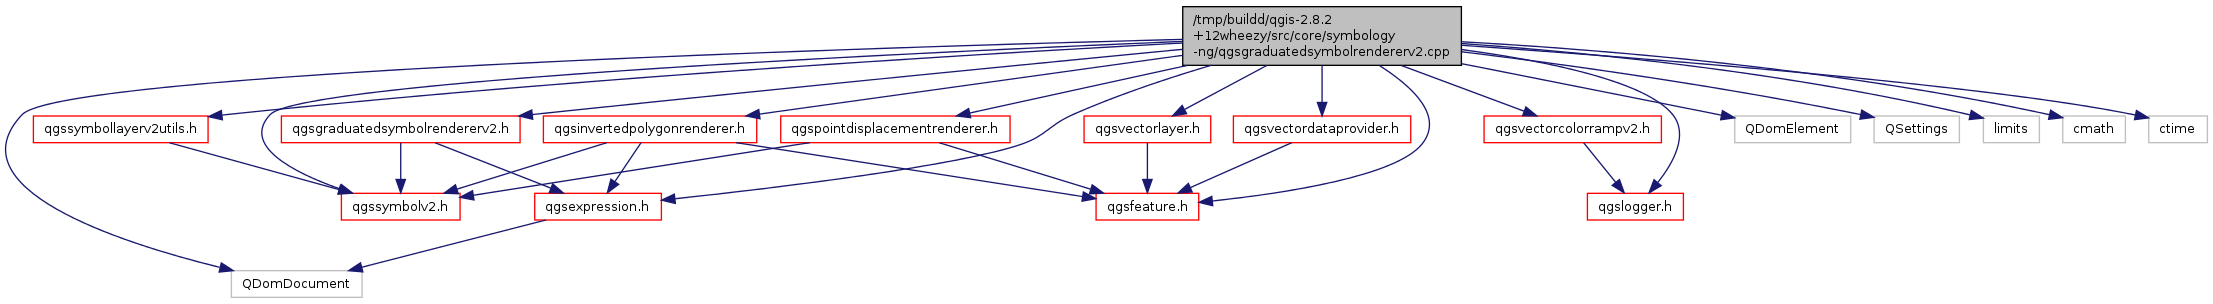 /tmp/buildd/qgis-2.8.2
+12wheezy/src/core/symbology
-ng/qgsgraduatedsymbolrendererv2.cpp
qgssymbollayerv2utils.h
qgsgraduatedsymbolrendererv2.h
qgsinvertedpolygonrenderer.h
qgspointdisplacementrenderer.h
qgsvectorlayer.h
qgsvectordataprovider.h
qgsvectorcolorrampv2.h
QDomElement
QSettings
limits
cmath
ctime
qgssymbolv2.h
qgsexpression.h
qgsfeature.h
qgslogger.h
QDomDocument